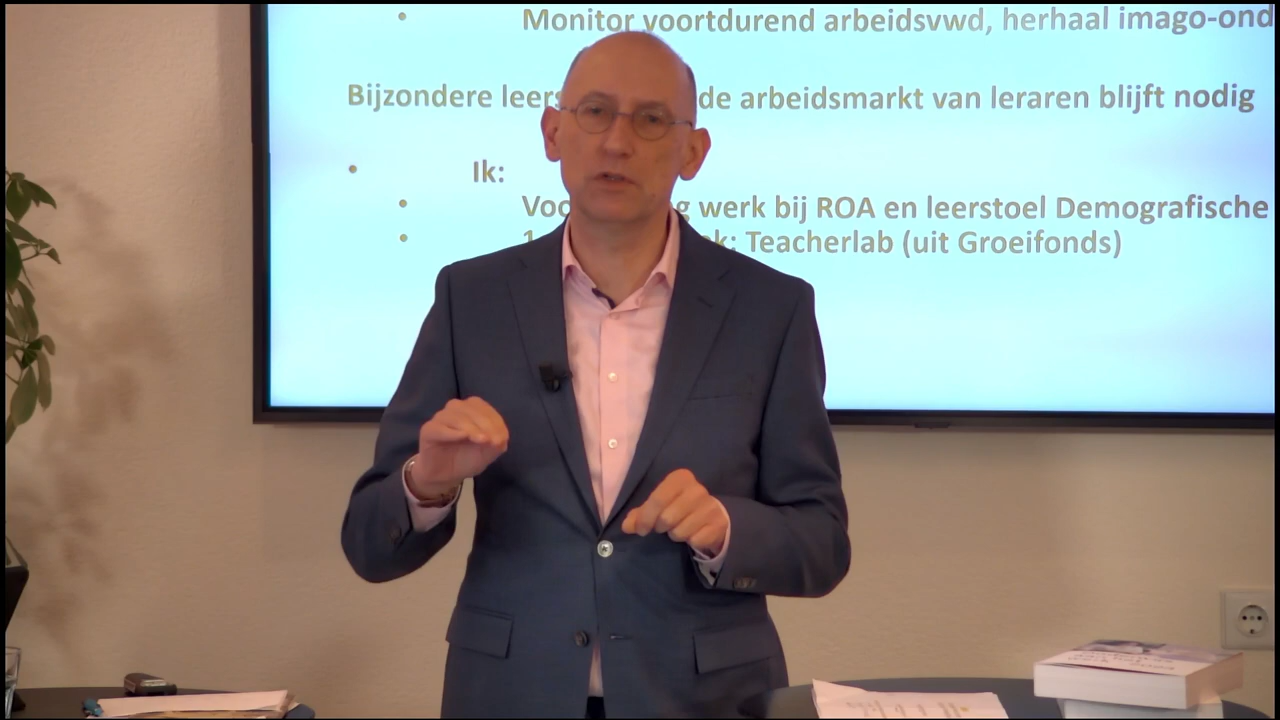 • Monitor voortdurend arbeidsvwd, herhaal imago-ond
Bijzondere leers de arbeidsmarkt van leraren blijft nodig
• Ik:
• Voo g werk bij ROA en leerstoel Demografische
• 1 k: Teacherlab (uit Groeifonds)